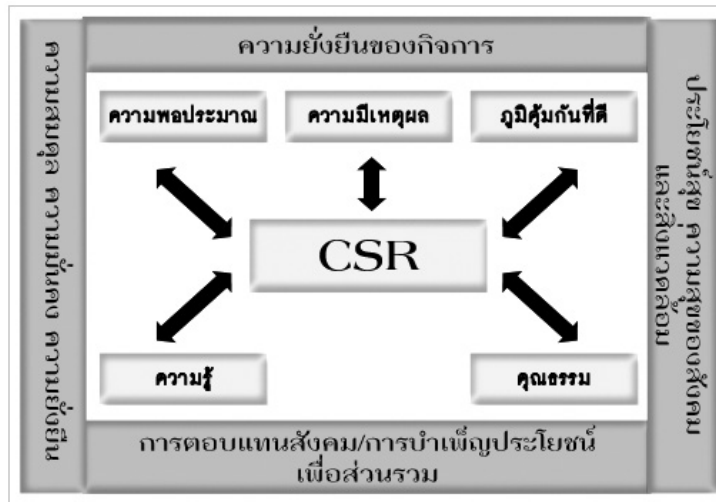 ความยั่งยืนของกิจการ
ความสมดุล ความมั่นคง ความยั่งยืน
ความพอประมาณ
ความมีเหตุผล
ภูมิคุ้มกันที่ดี
CSR
ความรู้
คุณธรรม
ประโยชน์สุข ความสุขของสังคม
และสิ่งแวดล้อม
การตอบแทนสังคม/การบำเพ็ญประโยชน์
เพื่อส่วนรวม